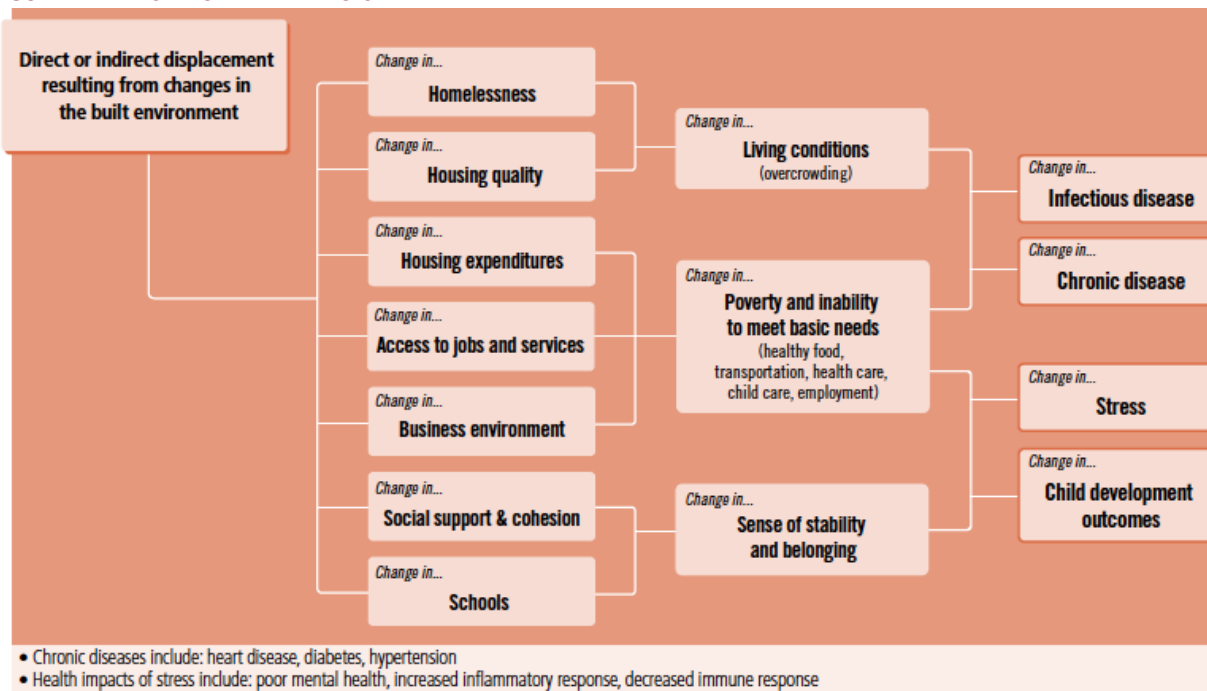 Direct or indirect displacement
resulting from changes in
the built environment
Change in...
Homelessness
Change in...
Housing quality
Change in...
Housing expenditures
Change in...
Access to jobs and services
Change in...
Business environment
Change in...
Social support & cohesion
Change in...
Schools
Change in...
Living conditions
(overcrowding)
Change in...
Poverty and inability
to meet basic needs
(healthy food,
transportation, health care,
child care, employment)
Change in...
Sense of stability
and belonging
Change in...
Infectious disease
Change in...
Chronic disease
Change in...
Stress
Change in...
Child development
outcomes
• Chronic diseases include: heart disease, diabetes, hypertension
• Health impacts of stress include: poor mental health, increased inflammatory response, decreased immune response